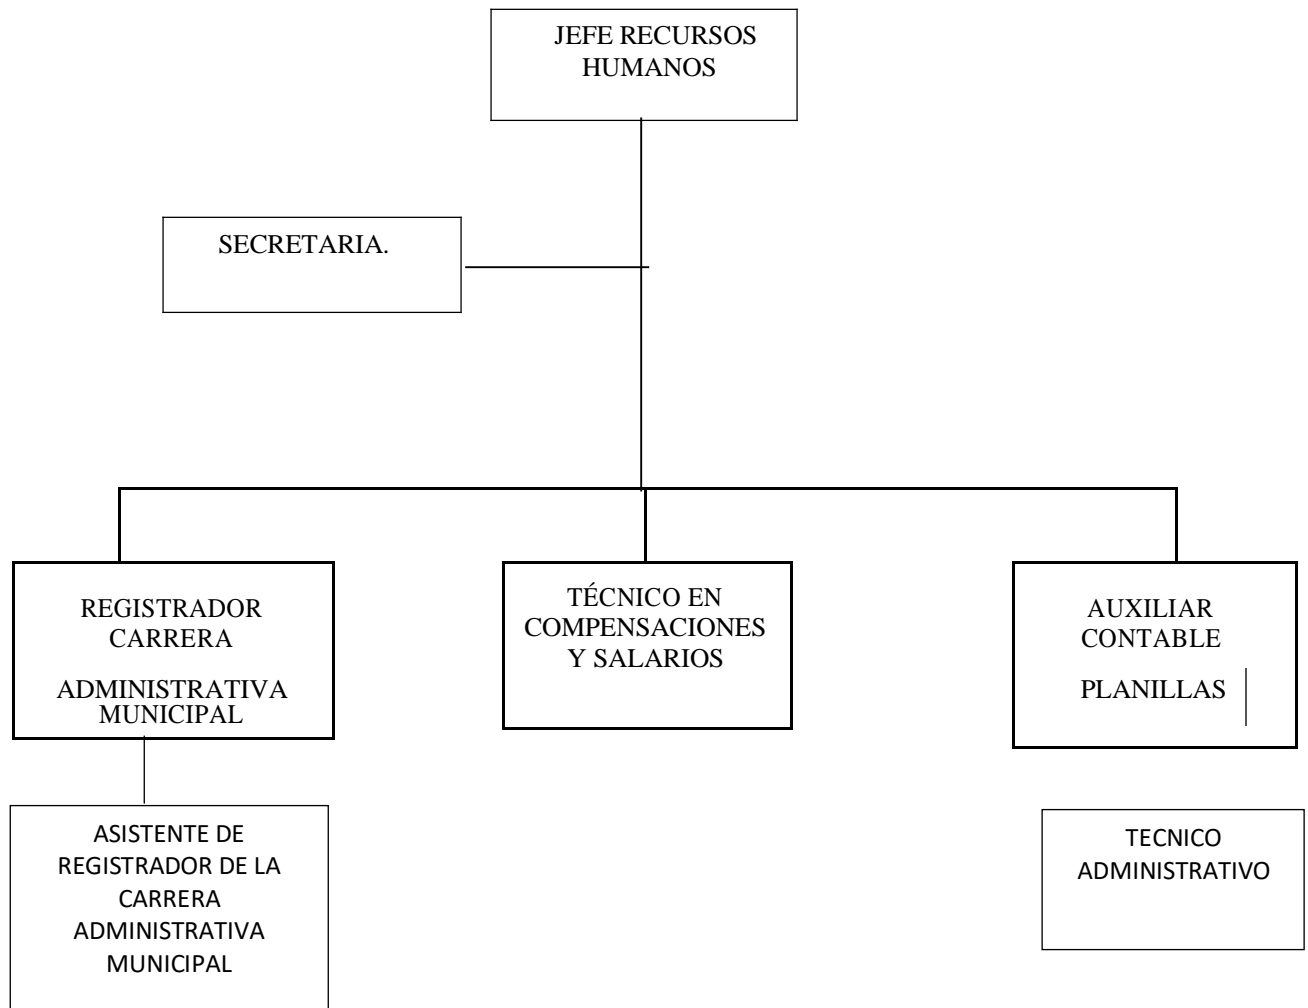 JEFE RECURSOS
HUMANOS
SECRETARIA.
REGISTRADOR
CARRERA
ADMINISTRATIVA
MUNICIPAL
TÉCNICO EN
COMPENSACIONES
Y SALARIOS
AUXILIAR
CONTABLE
PLANILLAS
ASISTENTE DE
REGISTRADOR DE LA
CARRERA
ADMINISTRATIVA
MUNICIPAL
TECNICO
ADMINISTRATIVO